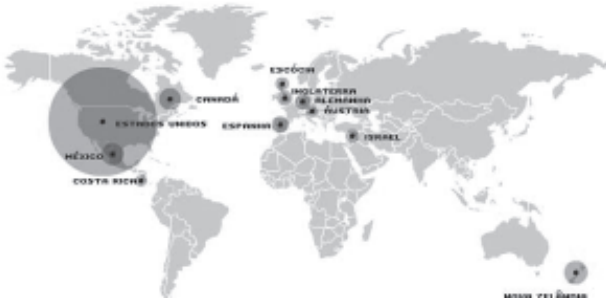 ESCÓCIA
INGLATERRA
CANADÁ
ALEMANHA
ÁUSTRIA
ESTADOS UNIDOS
ESPANHA
ISRAEL
MÉXICO
COSTA RICA
NOVA ZELÂNDIA